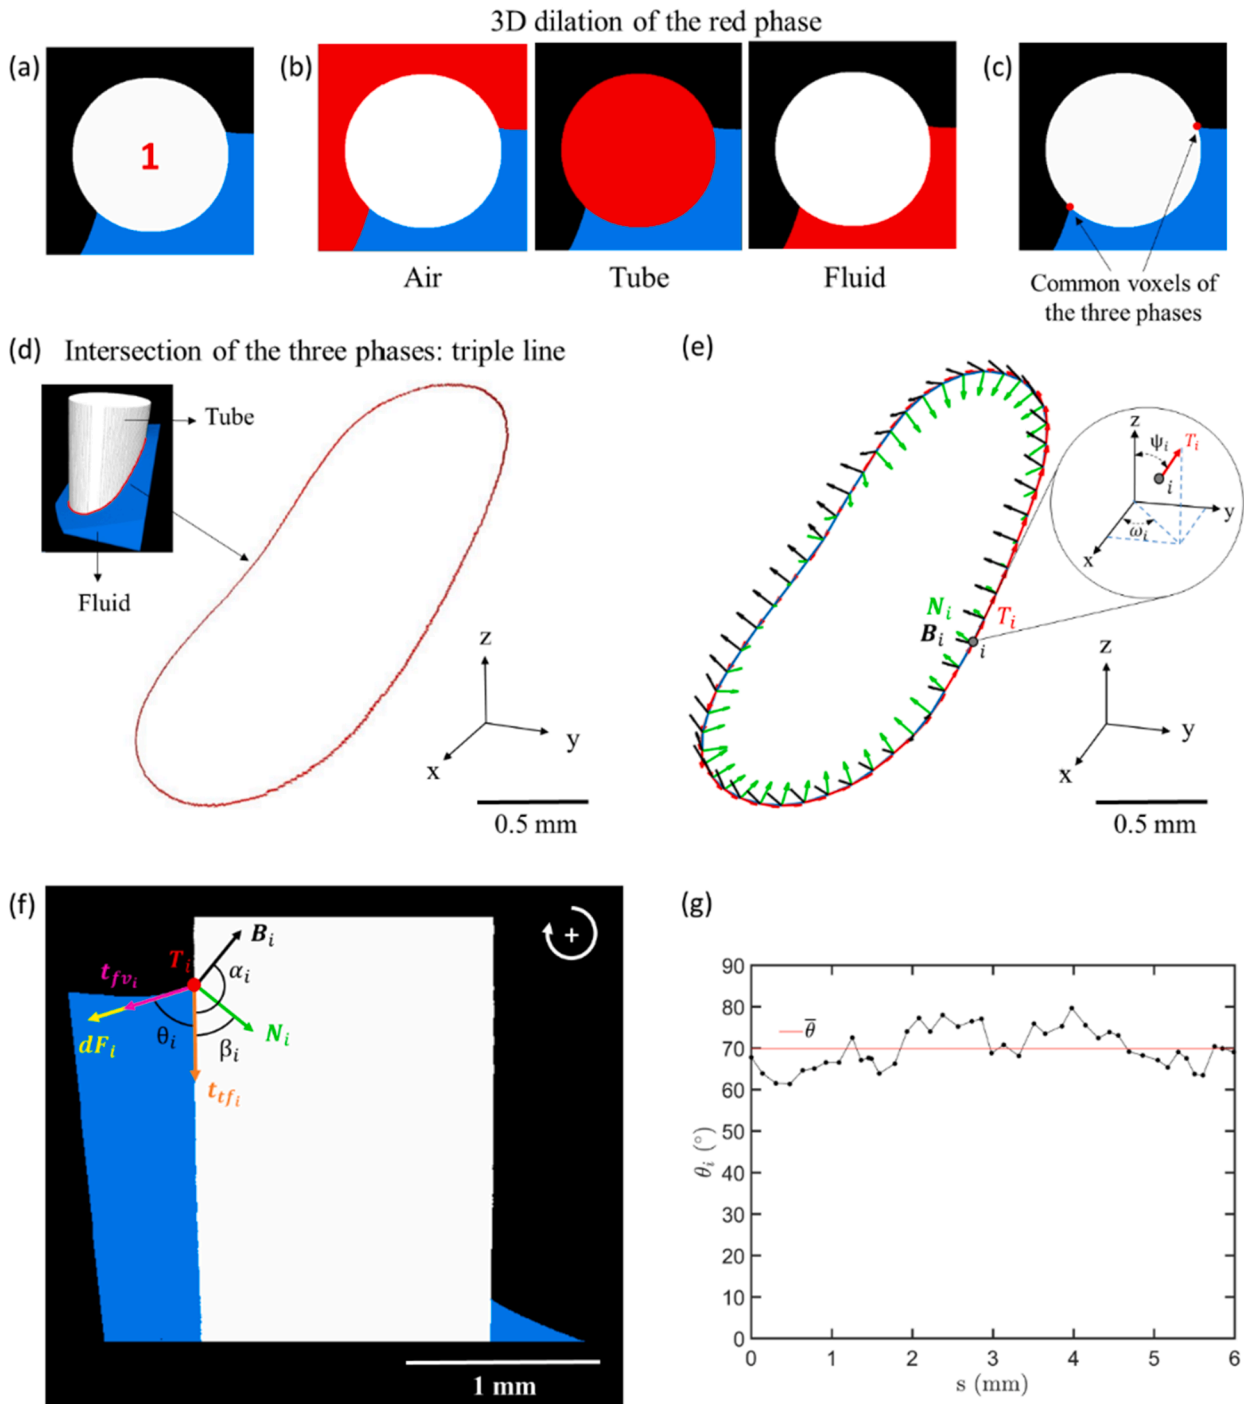 3D dilation of the red phase
(a)
1
(b)
Air
Tube
Fluid
(c)
Common voxels of
the three phases
(d) Intersection of the three phases: triple line
Tube
Fluid
z
y
x
0.5 mm
(e)
z
ψi
Ti
i
y
ωi
x
Ni
Ti
Bi
i
z
y
x
0.5 mm
(f)
+
Bi
Ti
tfvi
αi
Ni
dFi
θi
βi
ttfi
1 mm
(g)
90
80
70
60
50
40
30
20
10
0
θ̅
θi (°)
0 1 2 3 4 5 6
s (mm)